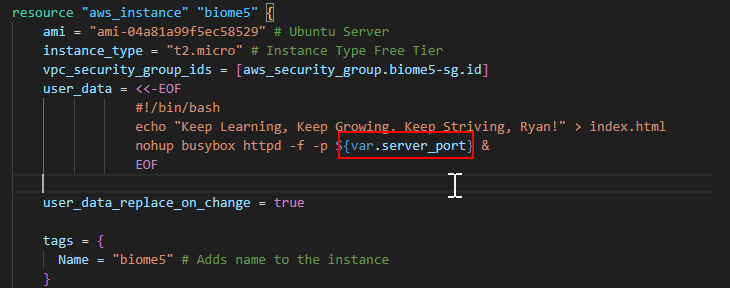 resource "aws_instance" "biome5" {
ami = "ami-04a81a99f5ec58529" # Ubuntu Server
instance_type = "t2.micro" # Instance Type Free Tier
vpc_security_group_ids = [aws_security_group.biome5-sg.id]
user_data = <<-EOF
#!/bin/bash
echo "Keep Learning, Keep Growing. Keep Striving, Ryan!" > index.html
nohup busybox httpd -f -p ${var.server_port} &
EOF
user_data_replace_on_change = true
tags = {
Name = "biome5" # Adds name to the instance
}